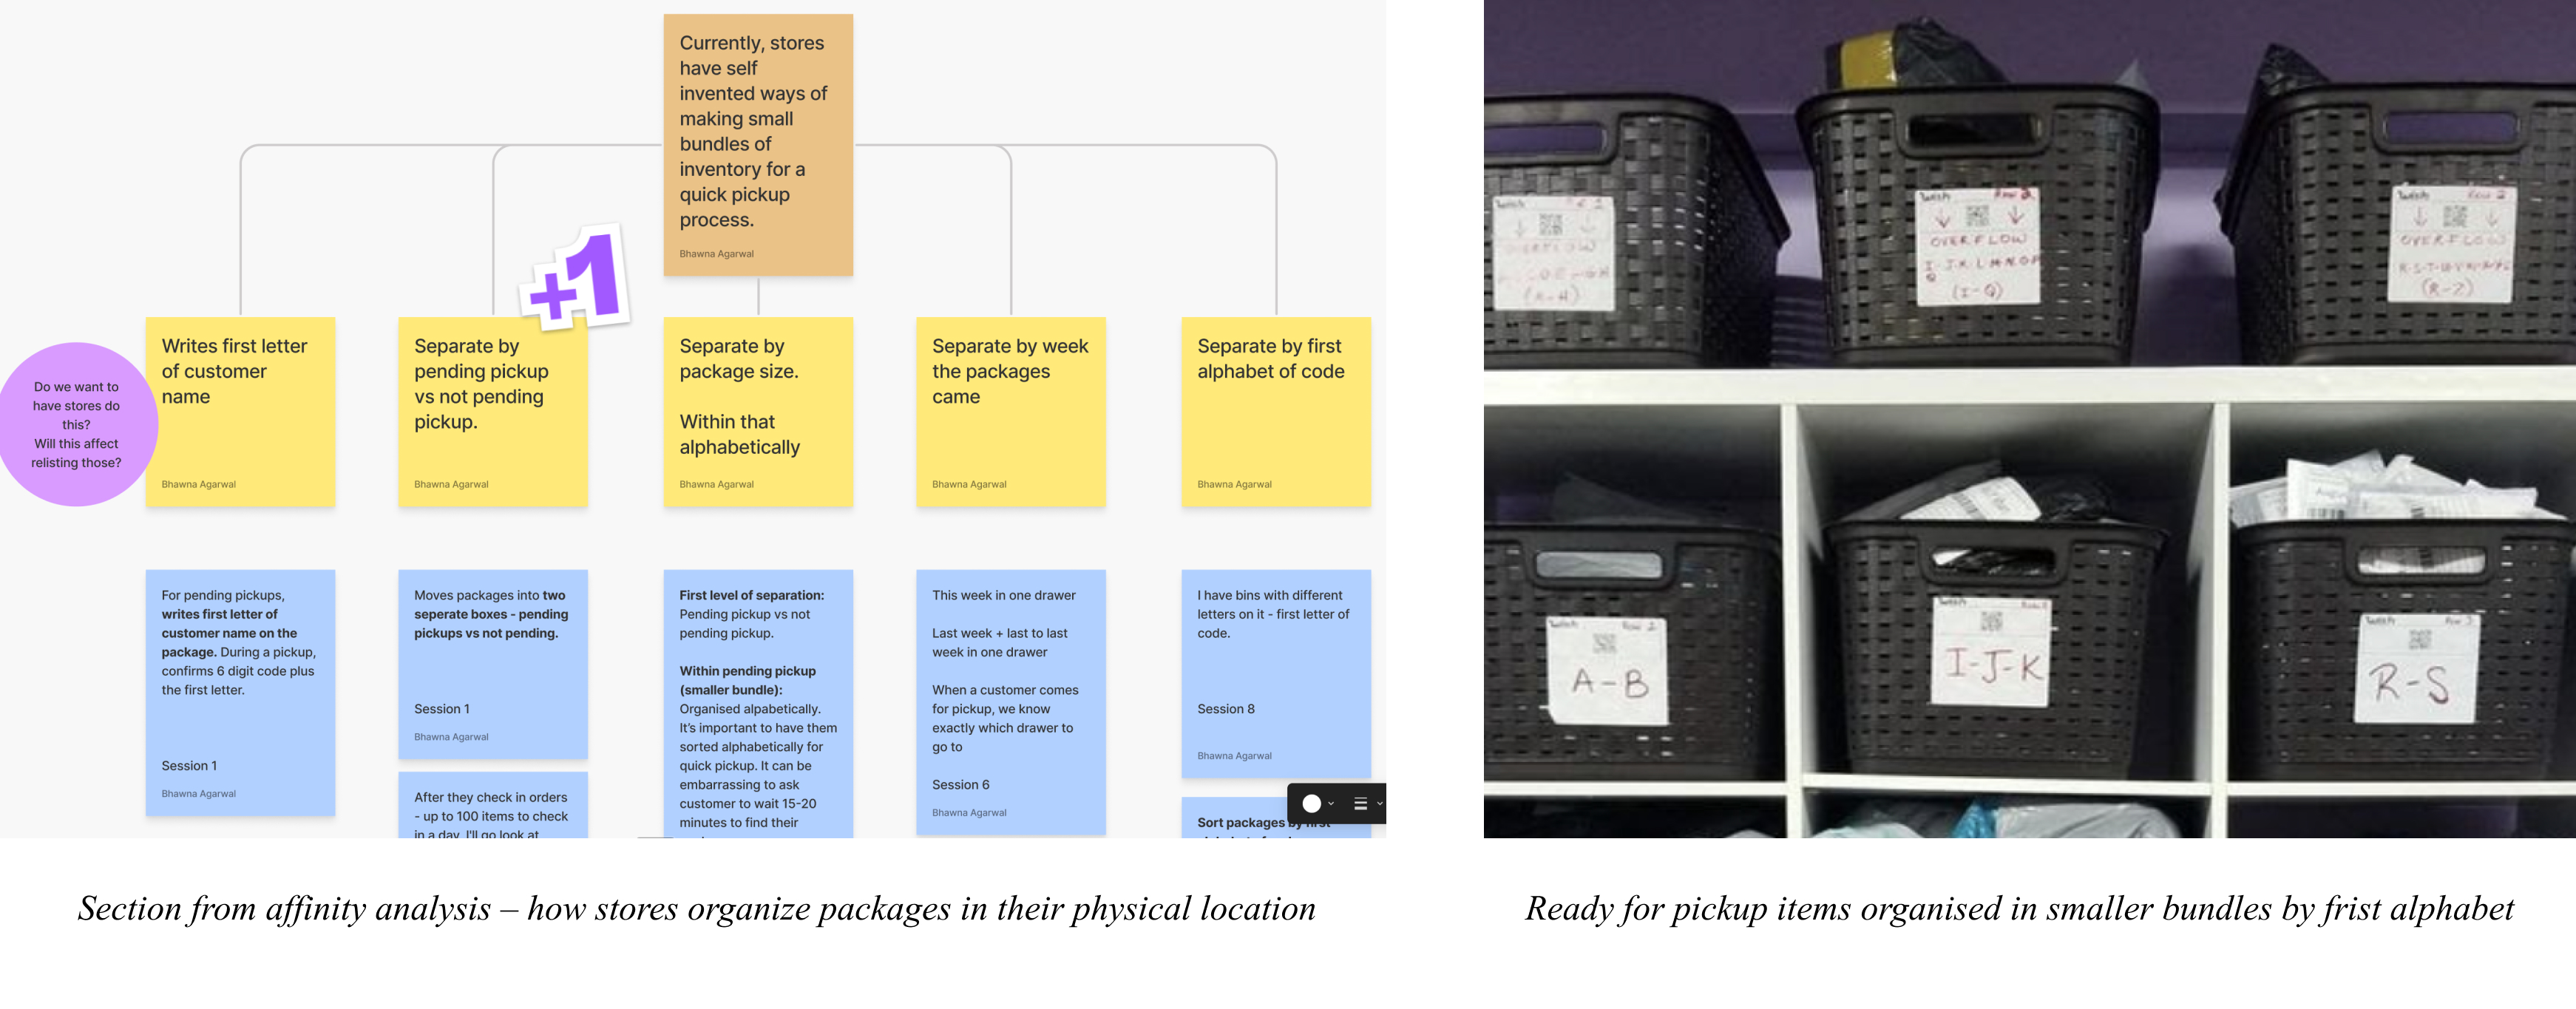 Currently, stores
have self
invented ways of
making small
bundles of
inventory for a
quick pickup
process.
Bhawna Agarwal
+1
Do we want to
have stores do
this?
Will this affect
relisting those?
Writes first letter
of customer
name
Bhawna Agarwal
Separate by
pending pickup
vs not pending
pickup.
Bhawna Agarwal
Separate by
package size.
Within that
alphabetically
Bhawna Agarwal
Separate by week
the packages
came
Bhawna Agarwal
Separate by first
alphabet of code
Bhawna Agarwal
For pending pickups,
writes first letter of
customer name on the
package. During a pickup,
confirms 6 digit code plus
the first letter.
Session 1
Bhawna Agarwal
Moves packages into two
seperate boxes - pending
pickups vs not pending.
Session 1
Bhawna Agarwal
After they check in orders
- up to 100 items to check
in a day, I'll go look at
First level of separation:
Pending pickup vs not
pending pickup.
Within pending pickup
(smaller bundle):
Organised alpabetically.
It's important to have them
sorted alphabetically for
quick pickup. It can be
embarrassing to ask
customer to wait 15-20
minutes to find their
This week in one drawer
Last week + last to last
week in one drawer
When a customer comes
for pickup, we know
exactly which drawer to
go to
Session 6
Bhawna Agarwal
I have bins with different
letters on it - first letter of
code.
Session 8
Bhawna Agarwal
Sort packages by first
OVERFLOW
(A-H)
OVERFLOW
(I-Q)
OVERFLOW
(R-Z)
A-B
I-J-K
R-S
Section from affinity analysis – how stores organize packages in their physical location
Ready for pickup items organised in smaller bundles by frist alphabet